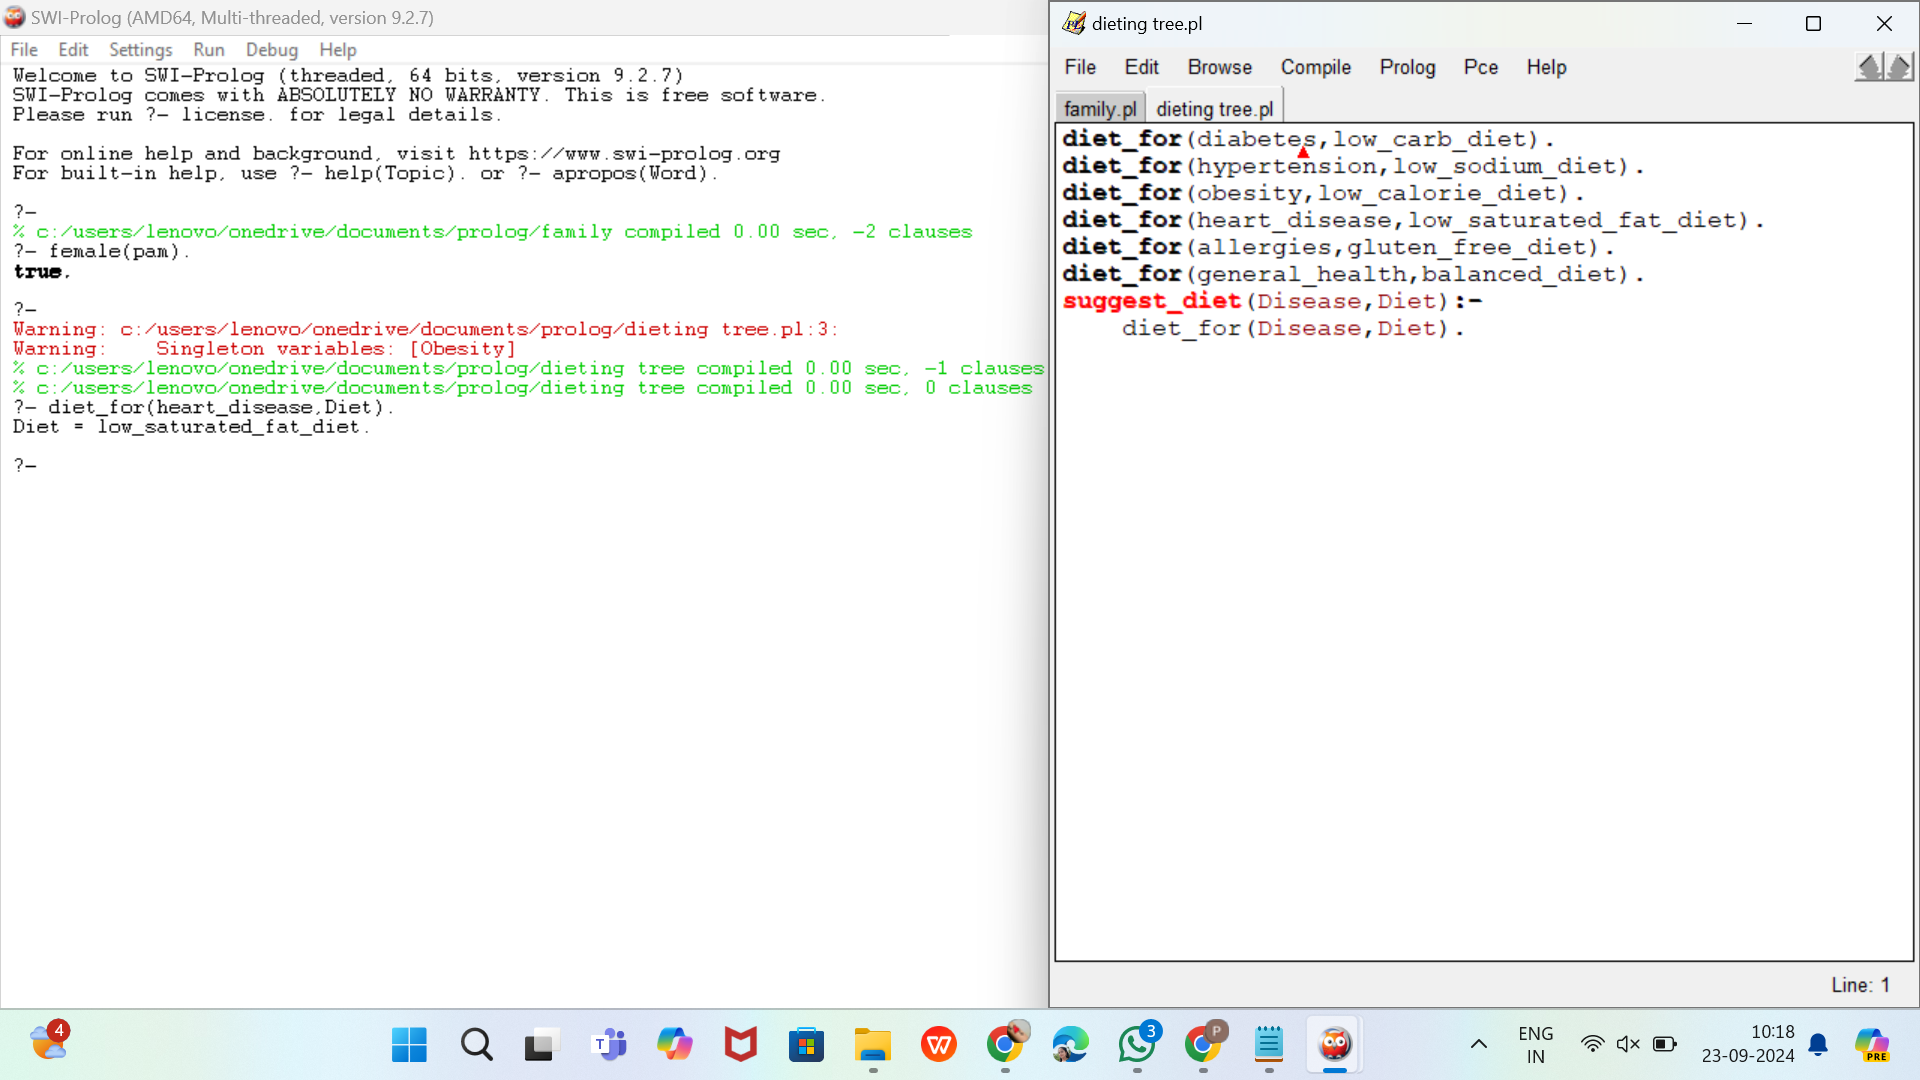 SWI-Prolog (AMD64, Multi-threaded, version 9.2.7)
File Edit Settings Run Debug Help
Welcome to SWI-Prolog (threaded, 64 bits, version 9.2.7)
SWI-Prolog comes with ABSOLUTELY NO WARRANTY. This is free software.
Please run ?- license. for legal details.
For online help and background, visit https://www.swi-prolog.org
For built-in help, use ?- help(Topic). or ?- apropos(Word).
?-
% c:/users/lenovo/onedrive/documents/prolog/family compiled 0.00 sec, -2 clauses
?- female(pam).
true.
?-
Warning: c:/users/lenovo/onedrive/documents/prolog/dieting tree.pl:3:
Warning:    Singleton variables: [Obesity]
% c:/users/lenovo/onedrive/documents/prolog/dieting tree compiled 0.00 sec, -1 clauses
% c:/users/lenovo/onedrive/documents/prolog/dieting tree compiled 0.00 sec, 0 clauses
?- diet_for(heart_disease,Diet).
Diet = low_saturated_fat_diet.
?-
dieting tree.pl
File Edit Browse Compile Prolog Pce Help
family.pl dieting tree.pl
diet_for(diabetes,low_carb_diet).
diet_for(hypertension,low_sodium_diet).
diet_for(obesity,low_calorie_diet).
diet_for(heart_disease,low_saturated_fat_diet).
diet_for(allergies,gluten_free_diet).
diet_for(general_health,balanced_diet).
suggest_diet(Disease,Diet):-
    diet_for(Disease,Diet).
Line: 1
4
T
W
3
P
ENG
IN
10:18
23-09-2024
PRE